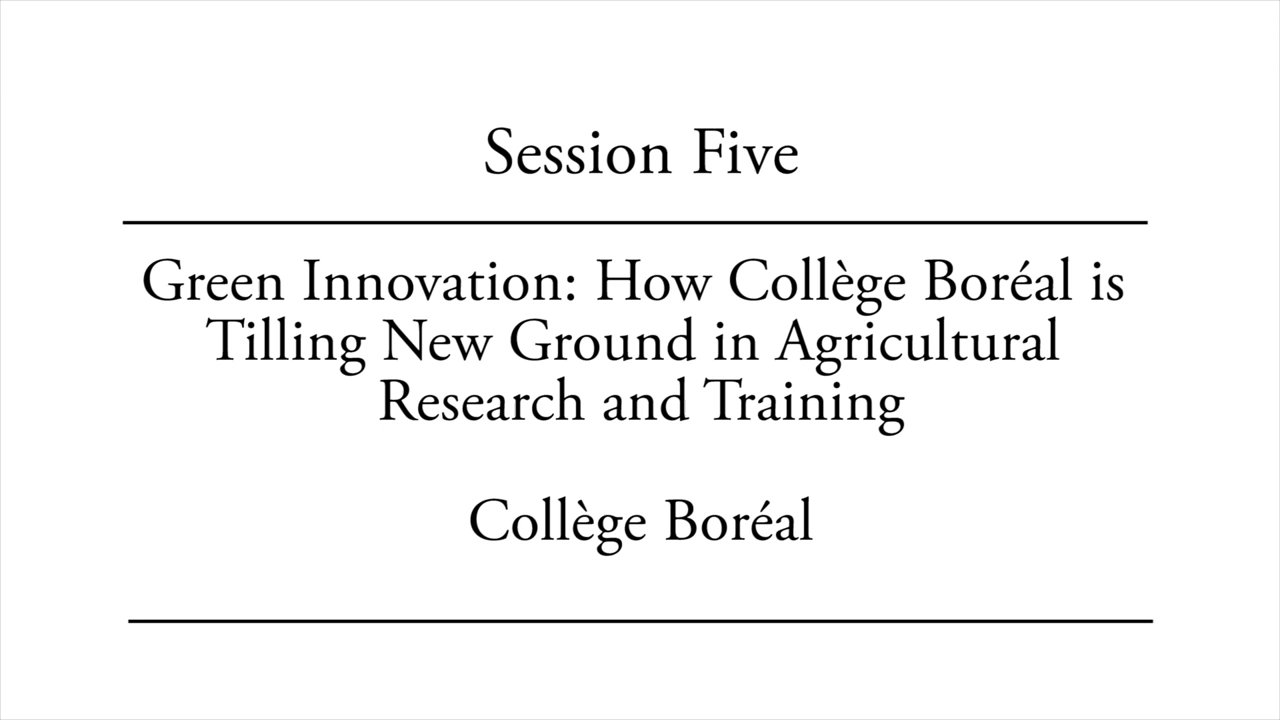 Session Five
Green Innovation: How Collège Boréal is
Tilling New Ground in Agricultural
Research and Training
Collège Boréal